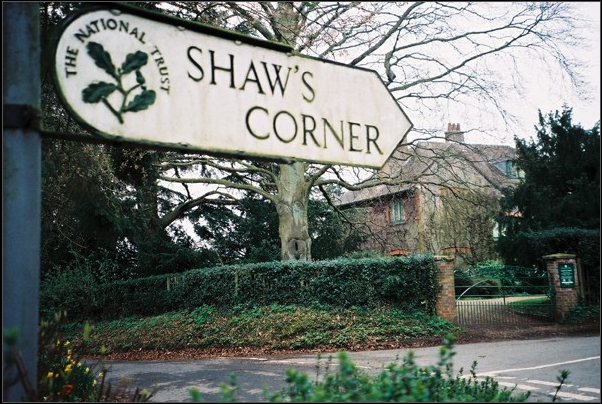 THE NATIONAL TRUST
SHAW'S
CORNER